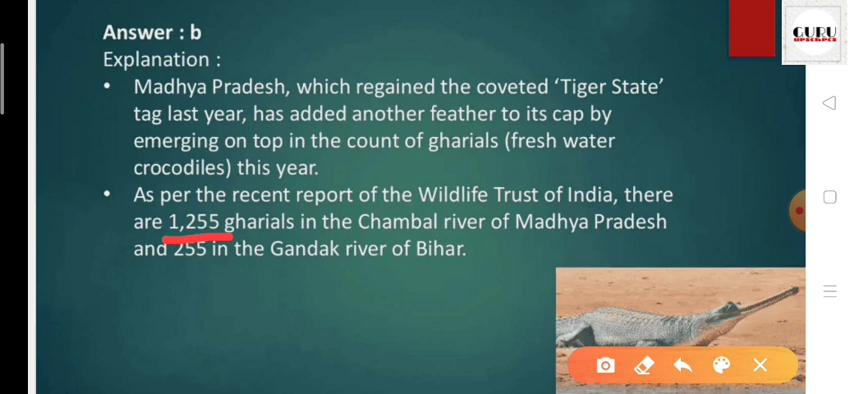 GURU
UPSCHPCS
Answer : b
Explanation :
• Madhya Pradesh, which regained the coveted ‘Tiger State’
tag last year, has added another feather to its cap by
emerging on top in the count of gharials (fresh water
crocodiles) this year.
• As per the recent report of the Wildlife Trust of India, there
are 1,255 gharials in the Chambal river of Madhya Pradesh
and 255 in the Gandak river of Bihar.